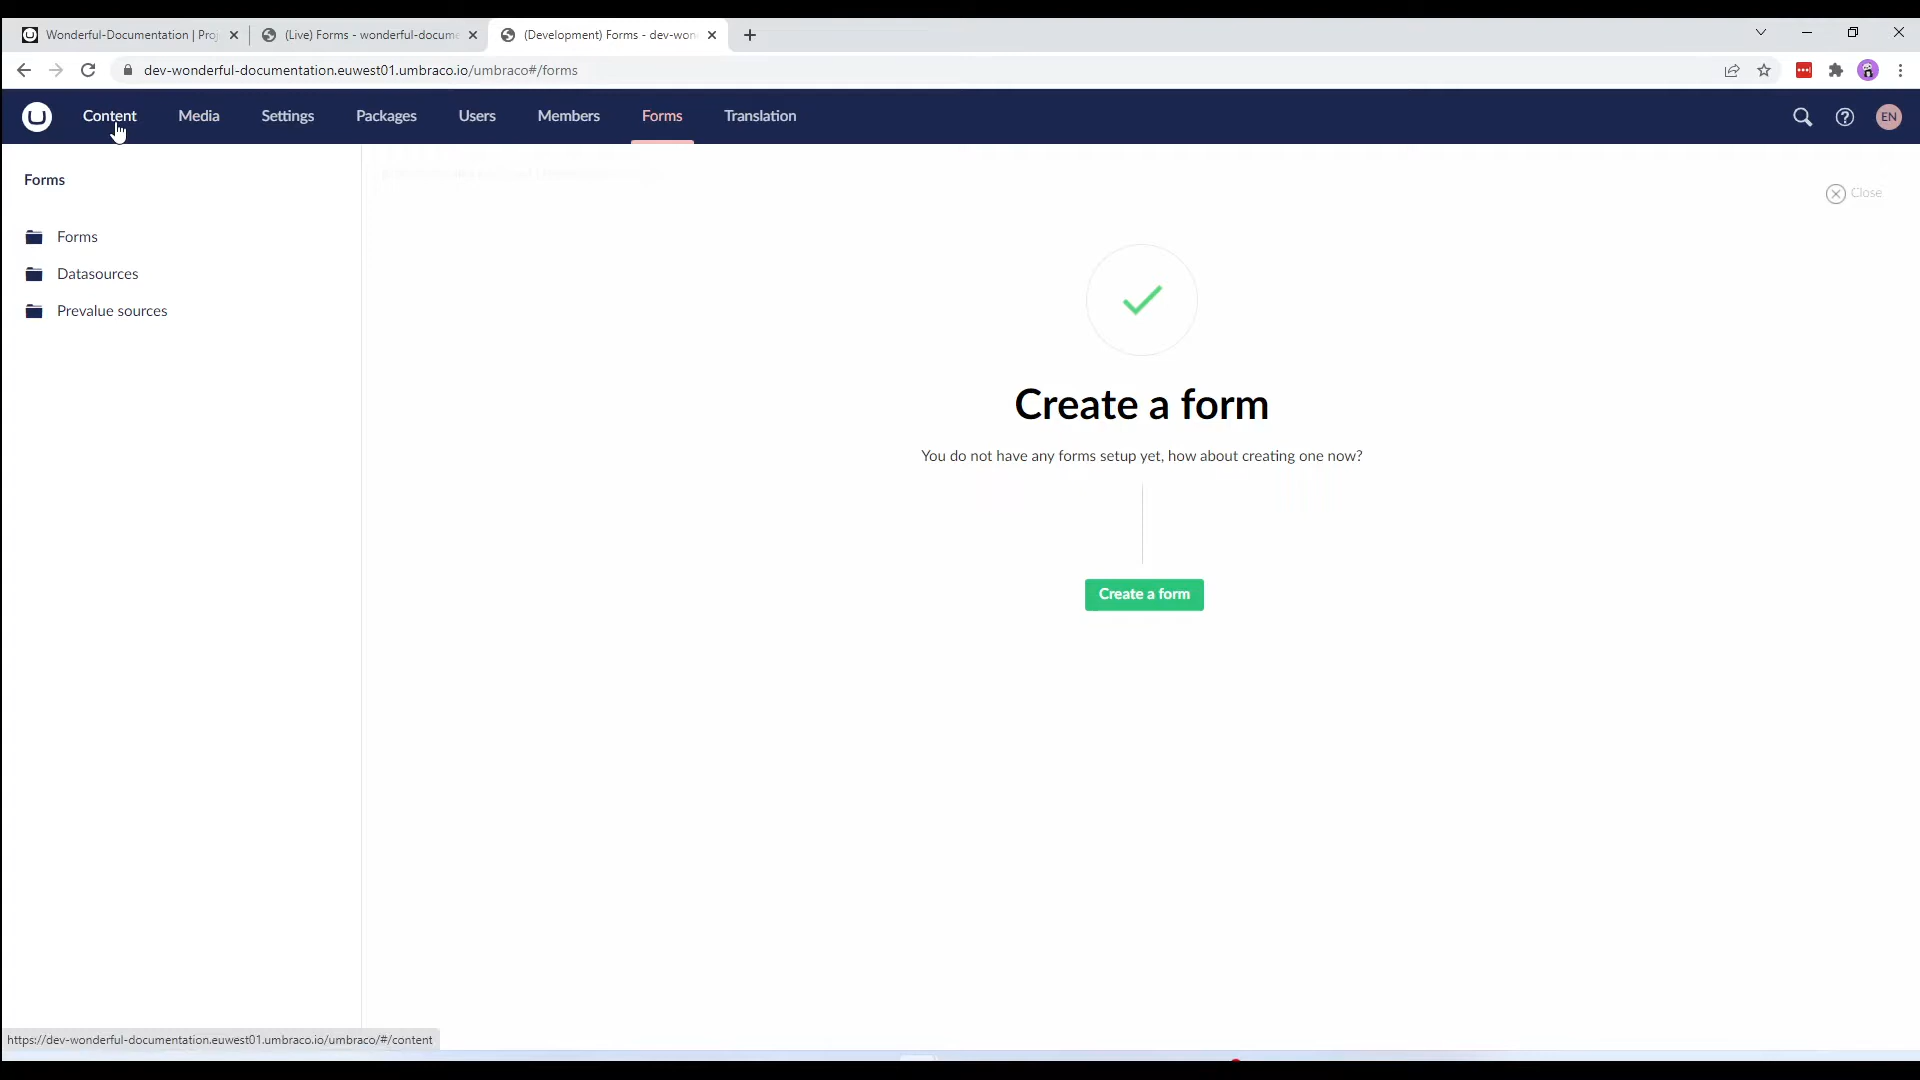 Wonderful-Documentation | Proj
(Live) Forms - wonderful-docume
(Development) Forms - dev-won
dev-wonderful-documentation.euwest01.umbraco.io/umbraco#/forms
Content
Media
Settings
Packages
Users
Members
Forms
Translation
EN
Forms
Close
Forms
Datasources
Prevalue sources
Create a form
You do not have any forms setup yet, how about creating one now?
Create a form
https://dev-wonderful-documentation.euwest01.umbraco.io/umbraco/#/content